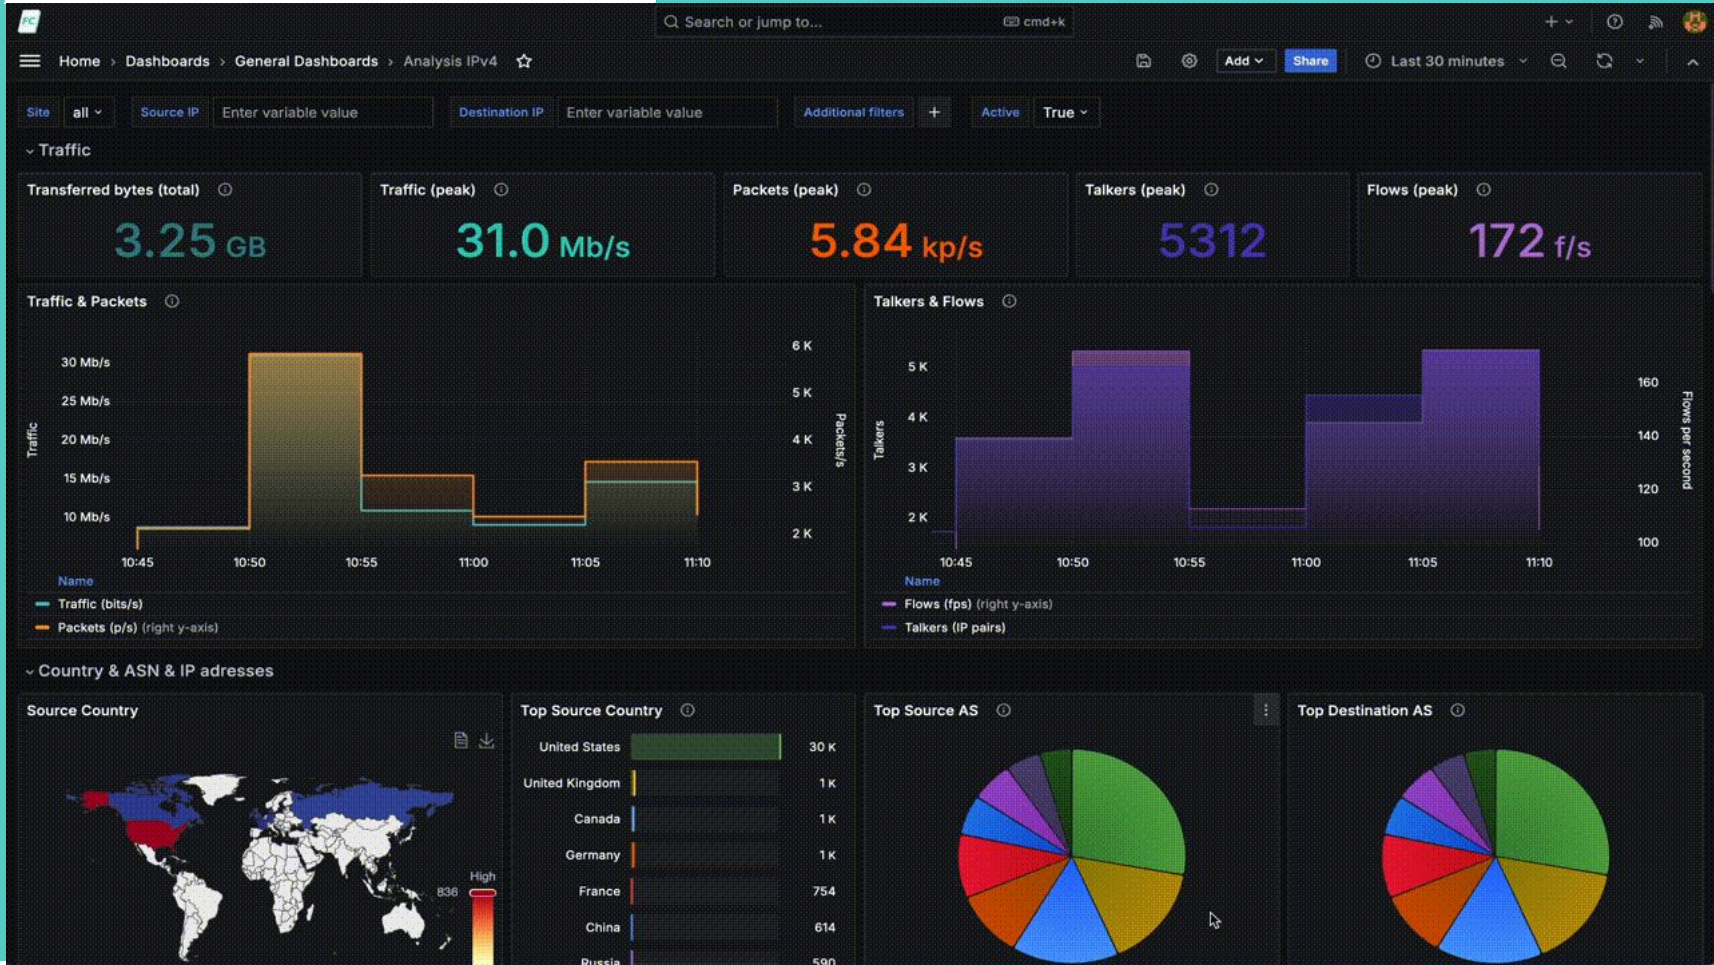 FC
Search or jump to...
cmd+k
Home › Dashboards › General Dashboards › Analysis IPv4
Add
Share
Last 30 minutes
Site
all
Source IP
Enter variable value
Destination IP
Enter variable value
Additional filters
+
Active
True
Traffic
Transferred bytes (total)
3.25 GB
Traffic (peak)
31.0 Mb/s
Packets (peak)
5.84 kp/s
Talkers (peak)
5312
Flows (peak)
172 f/s
Traffic & Packets
30 Mb/s
25 Mb/s
20 Mb/s
15 Mb/s
10 Mb/s
Traffic
6 K
5 K
4 K
3 K
2 K
Packets/s
10:45 10:50 10:55 11:00 11:05 11:10
Name
Traffic (bits/s)
Packets (p/s) (right y-axis)
Talkers & Flows
5 K
4 K
3 K
2 K
Talkers
160
140
120
100
Flows per second
10:45 10:50 10:55 11:00 11:05 11:10
Name
Flows (fps) (right y-axis)
Talkers (IP pairs)
Country & ASN & IP adresses
Source Country
High
836
Top Source Country
United States 30 K
United Kingdom 1 K
Canada 1 K
Germany 1 K
France 754
China 614
Russia 590
Top Source AS
Top Destination AS